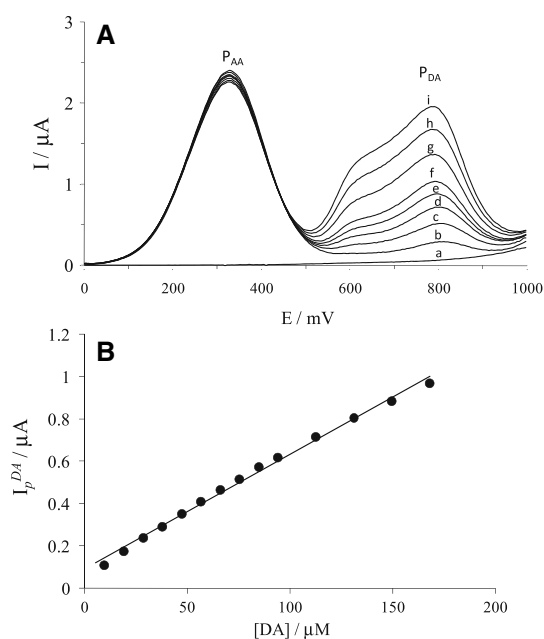 A
3
2
1
0
I / µA
P_AA
P_DA
i
h
g
f
e
d
c
b
a
0
200
400
600
800
1000
E / mV
B
1.2
1
0.8
0.6
0.4
0.2
0
I_p^DA / µA
0
50
100
150
200
[DA] / µM